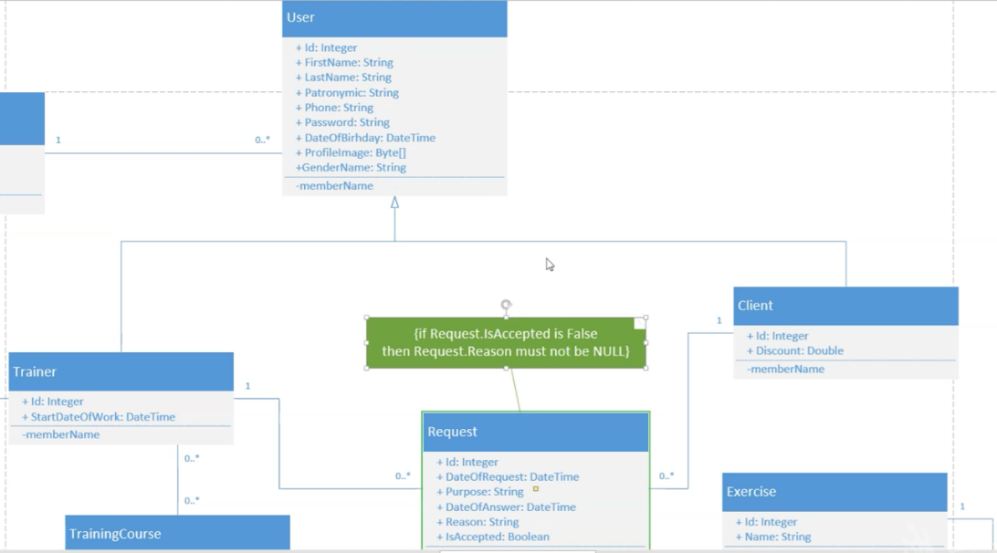 User
+ Id: Integer
+ FirstName: String
+ LastName: String
+ Patronymic: String
+ Phone: String
+ Password: String
+ DateOfBirhday: DateTime
+ ProfileImage: Byte[]
+GenderName: String
-memberName
1
0..*
{if Request.IsAccepted is False
then Request.Reason must not be NULL}
Client
+ Id: Integer
+ Discount: Double
-memberName
1
Trainer
+ Id: Integer
+ StartDateOfWork: DateTime
-memberName
1
0..*
0..*
TrainingCourse
Request
+ Id: Integer
+ DateOfRequest: DateTime
+ Purpose: String
+ DateOfAnswer: DateTime
+ Reason: String
+ IsAccepted: Boolean
0..*
0..*
Exercise
+ Id: Integer
+ Name: String
1